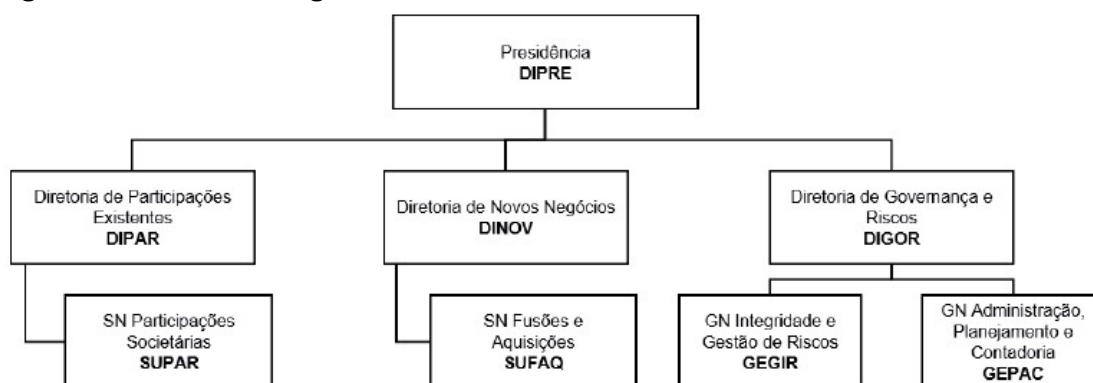 Presidência
DIPRE
Diretoria de Participações
Existentes
DIPAR
Diretoria de Novos Negócios
DINOV
Diretoria de Governança e
Riscos
DIGOR
SN Participações
Societárias
SUPAR
SN Fusões e
Aquisições
SUFAQ
GN Integridade e
Gestão de Riscos
GEGIR
GN Administração,
Planejamento e
Contadoria
GEPAC